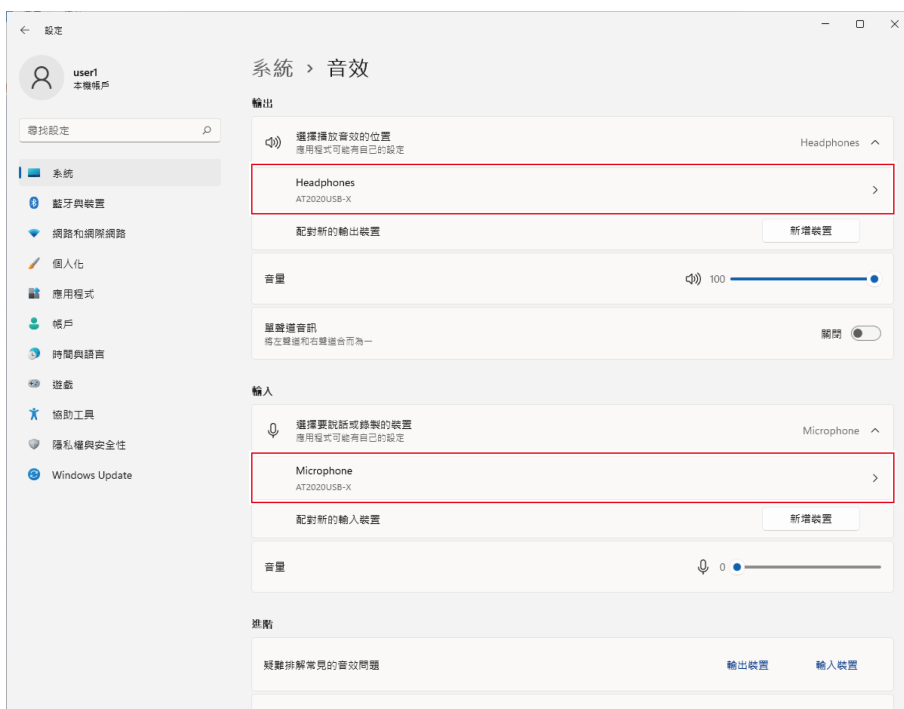 設定
user1
本機帳戶
尋找設定
系統
藍牙與裝置
網路和網際網路
個人化
應用程式
帳戶
時間與語言
遊戲
協助工具
隱私權與安全性
Windows Update
系統 › 音效
輸出
選擇播放音效的位置
應用程式可能有自己的設定
Headphones
Headphones
AT2020USB-X
配對新的輸出裝置
新增裝置
音量
100
單聲道音訊
將左聲道和右聲道合而為一
關閉
輸入
選擇要說話或錄製的裝置
應用程式可能有自己的設定
Microphone
Microphone
AT2020USB-X
配對新的輸入裝置
新增裝置
音量
0
進階
疑難排解常見的音效問題
輸出裝置
輸入裝置